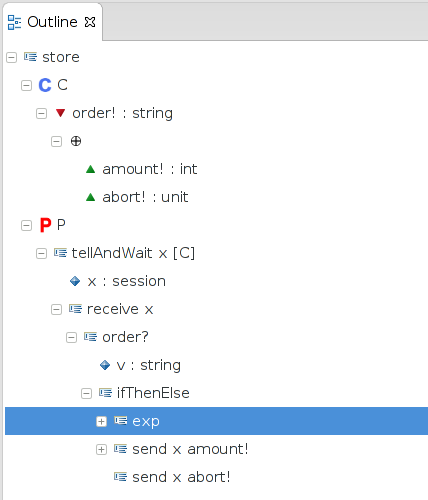 Outline
store
C C
order! : string
amount! : int
abort! : unit
P P
tellAndWait x [C]
x : session
receive x
order?
v : string
ifThenElse
exp
send x amount!
send x abort!